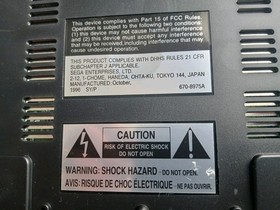 This device complies with Part 15 of FCC Rules.
Operation is subject to the following two conditions.
(1) this device may not cause harmful interference,
and (2) this device must accept any interference
that may be received, including interference that
may cause undesired operation.
THIS PRODUCT COMPLIES WITH DHHS RULES 21 CFR
SUBCHAPTER J APPLICABLE.
SEGA ENTERPRISES, LTD.
2-12, 1-CHOME, HANEDA, OHTA-KU, TOKYO 144, JAPAN
MANUFACTURED: October,
1996 SY/P 670-8975A
CAUTION
RISK OF ELECTRIC SHOCK
DO NOT OPEN
WARNING: SHOCK HAZARD - DO NOT OPEN.
AVIS: RISQUE DE CHOC ÉLECTRIQUE - NE PAS OUVRIR.